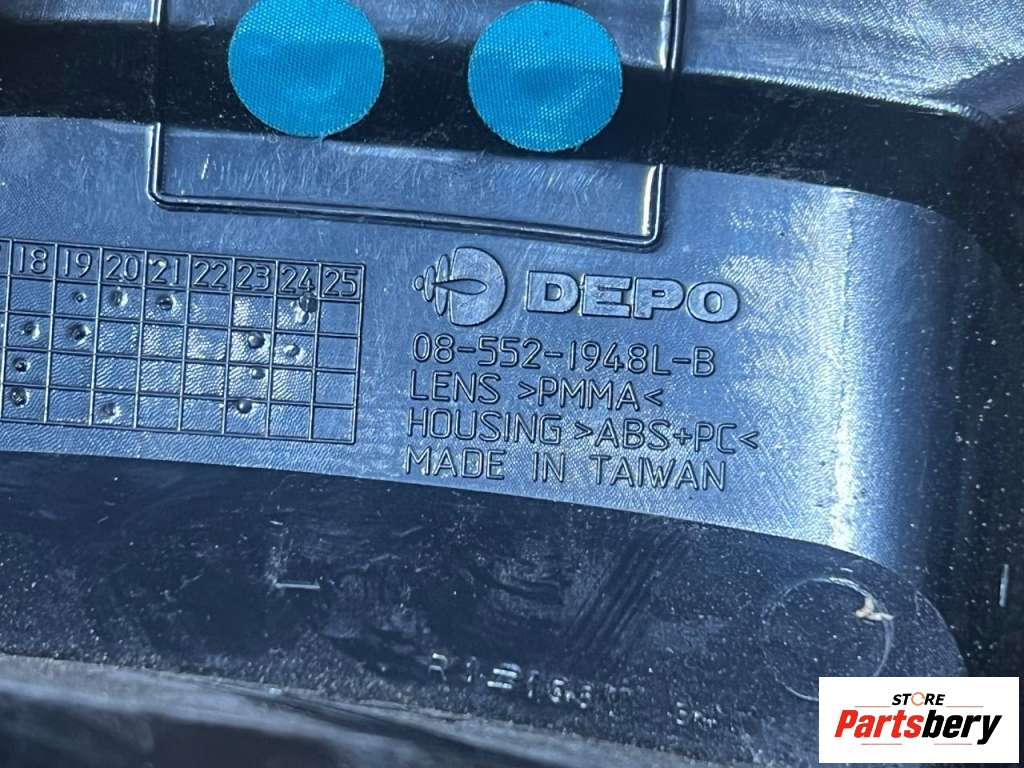 18 19 20 21 22 23 24 25
DEPO
08-552-1948L-B
LENS >PMMA<
HOUSING >ABS+PC<
MADE IN TAIWAN
STORE
Partsbery